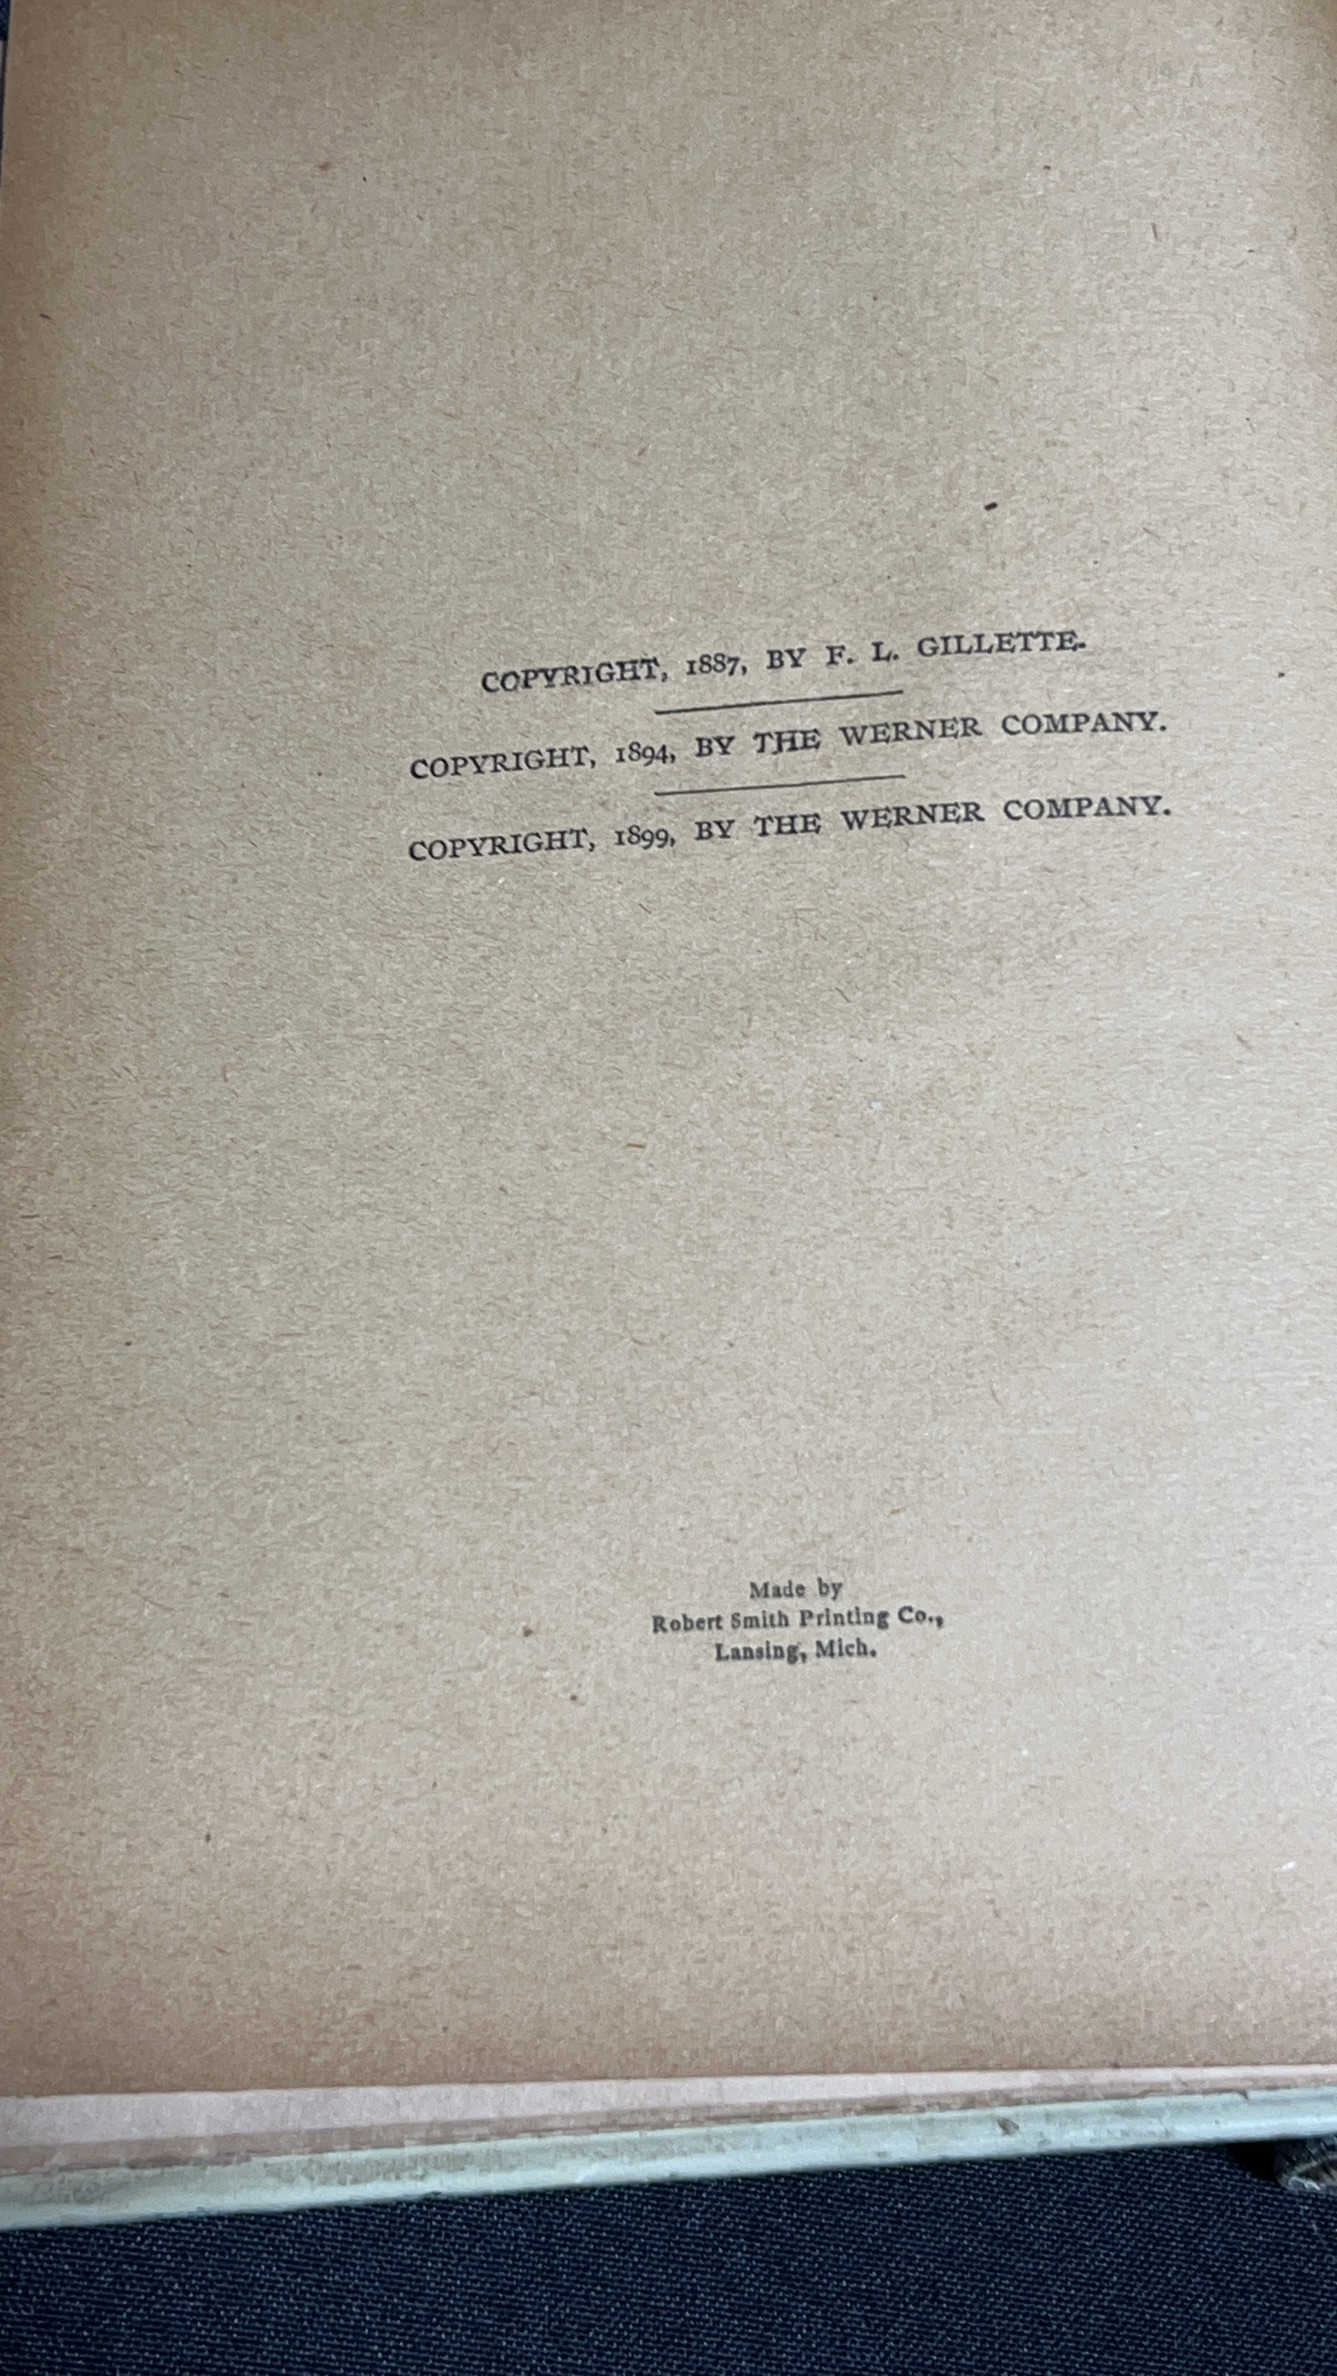 COPYRIGHT, 1887, BY F. L. GILLETTE.
COPYRIGHT, 1894, BY THE WERNER COMPANY.
COPYRIGHT, 1899, BY THE WERNER COMPANY.
Made by
Robert Smith Printing Co.,
Lansing, Mich.